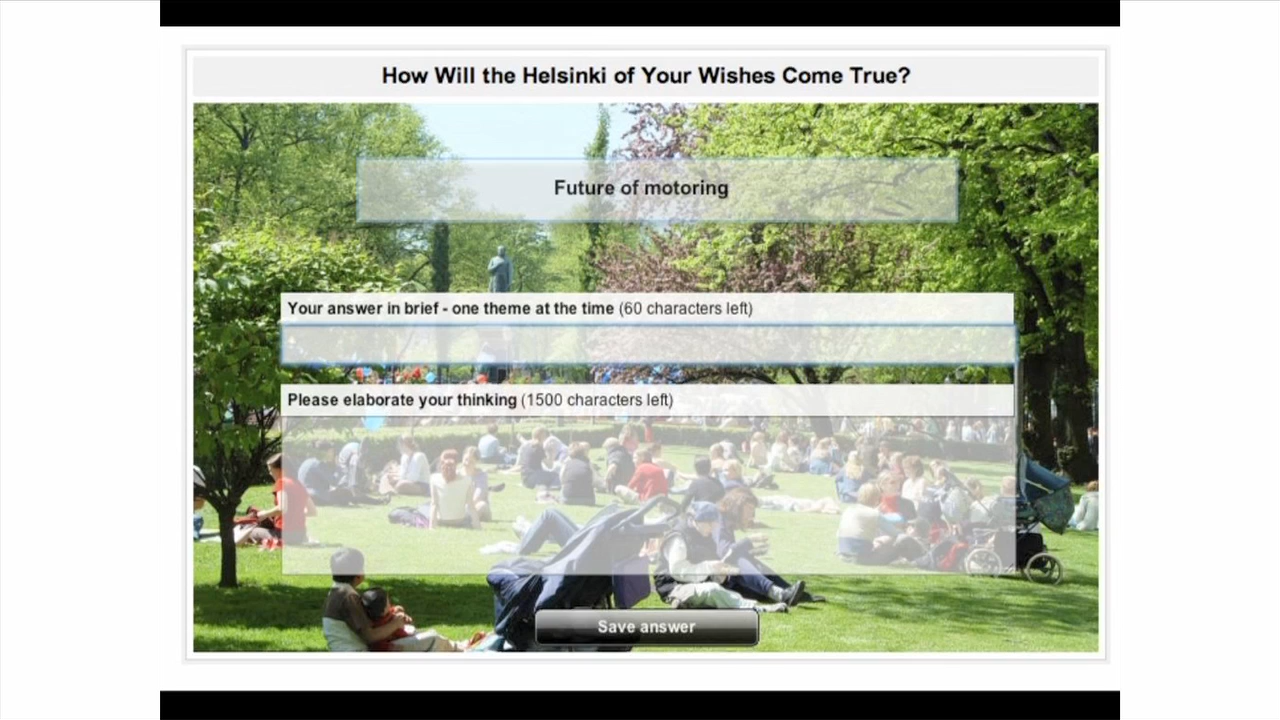 How Will the Helsinki of Your Wishes Come True?
Future of motoring
Your answer in brief - one theme at the time (60 characters left)
Please elaborate your thinking (1500 characters left)
Save answer